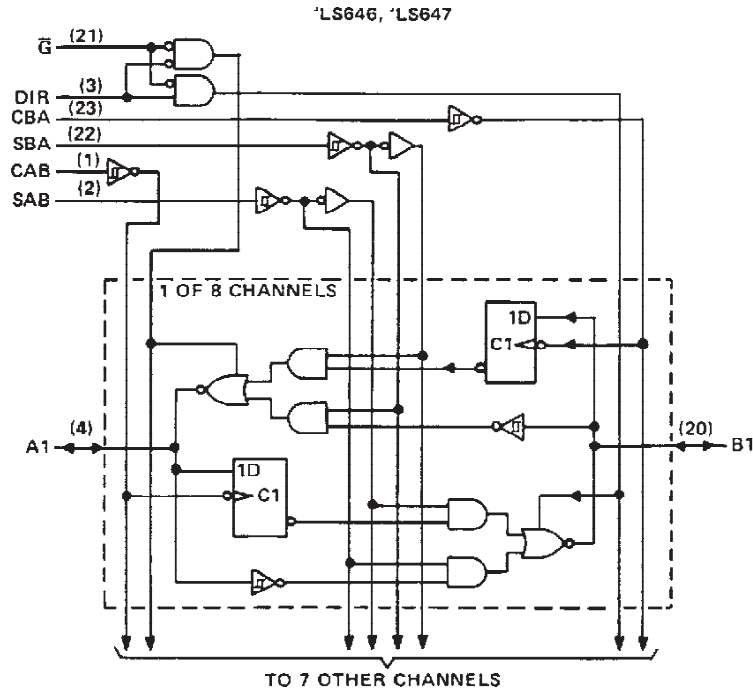 'LS646, 'LS647
G̅ (21)
DIR (3)
CBA (23)
SBA (22)
CAB (1)
SAB (2)
1 OF 8 CHANNELS
1D
C1
A1 (4)
(20) B1
1D
C1
TO 7 OTHER CHANNELS